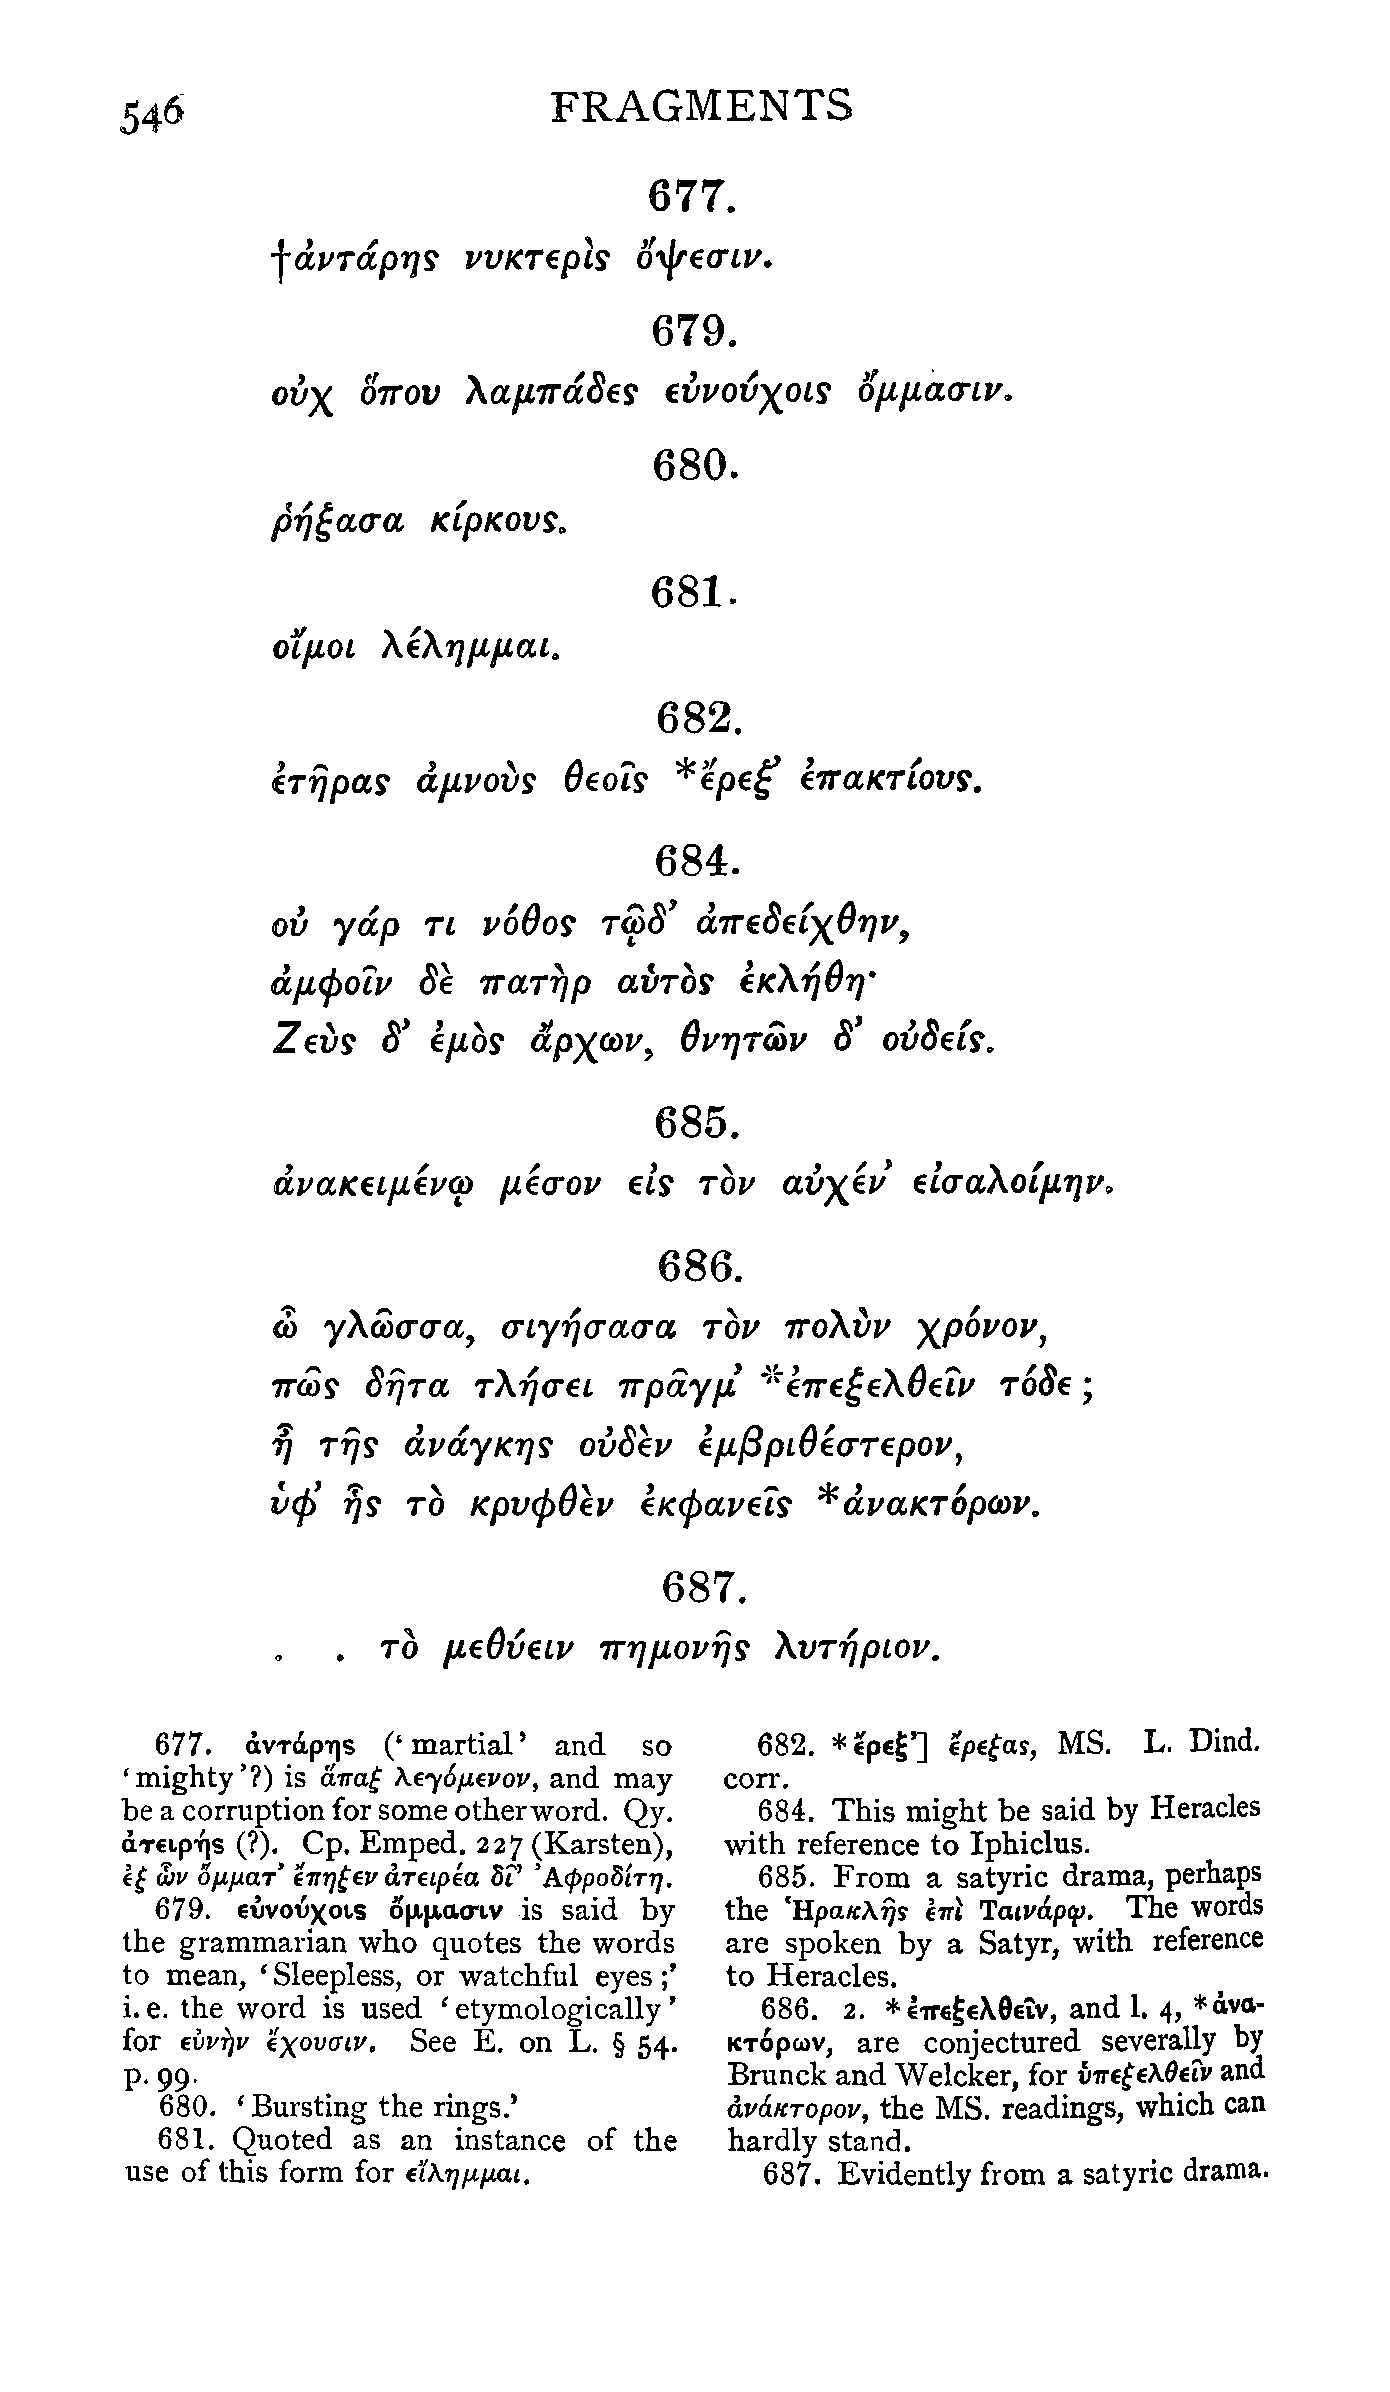 546
FRAGMENTS
677.
†ἀντάρης νυκτερὶς ὄψεσιν.
679.
οὐχ ὅπου λαμπάδες εὐνούχοις ὄμμασιν.
680.
ῥήξασα κίρκους.
681.
οἴμοι λέλημμαι.
682.
ἐτῆρας ἀμνοὺς θεοῖς *ἔρεξ’ ἐπακτίους.
684.
οὐ γάρ τι νόθος τῷδ’ ἀπεδείχθην,
ἀμφοῖν δὲ πατὴρ αὑτὸς ἐκλήθη·
Ζεὺς δ’ ἐμὸς ἄρχων, θνητῶν δ’ οὐδείς.
685.
ἀνακειμένῳ μέσον εἰς τὸν αὐχέν’ εἰσαλοίμην.
686.
ὦ γλῶσσα, σιγήσασα τὸν πολὺν χρόνον,
πῶς δῆτα τλήσει πρᾶγμ’ *ἐπεξελθεῖν τόδε;
ἦ τῆς ἀνάγκης οὐδὲν ἐμβριθέστερον,
ὑφ’ ἧς τὸ κρυφθὲν ἐκφανεῖς *ἀνακτόρων.
687.
. . τὸ μεθύειν πημονῆς λυτήριον.
677. ἀντάρης (‘martial’ and so
‘mighty’?) is ἅπαξ λεγόμενον, and may
be a corruption for some other word. Qy.
ἀτειρής (?). Cp. Emped. 227 (Karsten),
ἐξ ὧν ὄμματ’ ἔπηξεν ἀτειρέα δῖ’ Ἀφροδίτη.
679. εὐνούχοις ὄμμασιν is said by
the grammarian who quotes the words
to mean, ‘Sleepless, or watchful eyes;’
i. e. the word is used ‘etymologically’
for εὐνὴν ἔχουσιν. See E. on L. § 54.
p. 99.
680. ‘Bursting the rings.’
681. Quoted as an instance of the
use of this form for εἴλημμαι.
682. *ἔρεξ’] ἔρεξας, MS. L. Dind.
corr.
684. This might be said by Heracles
with reference to Iphiclus.
685. From a satyric drama, perhaps
the Ἡρακλῆς ἐπὶ Ταινάρῳ. The words
are spoken by a Satyr, with reference
to Heracles.
686. 2. *ἐπεξελθεῖν, and l. 4, *ἀνα-
κτόρων, are conjectured severally by
Brunck and Welcker, for ὑπεξελθεῖν and
ἀνάκτορον, the MS. readings, which can
hardly stand.
687. Evidently from a satyric drama.